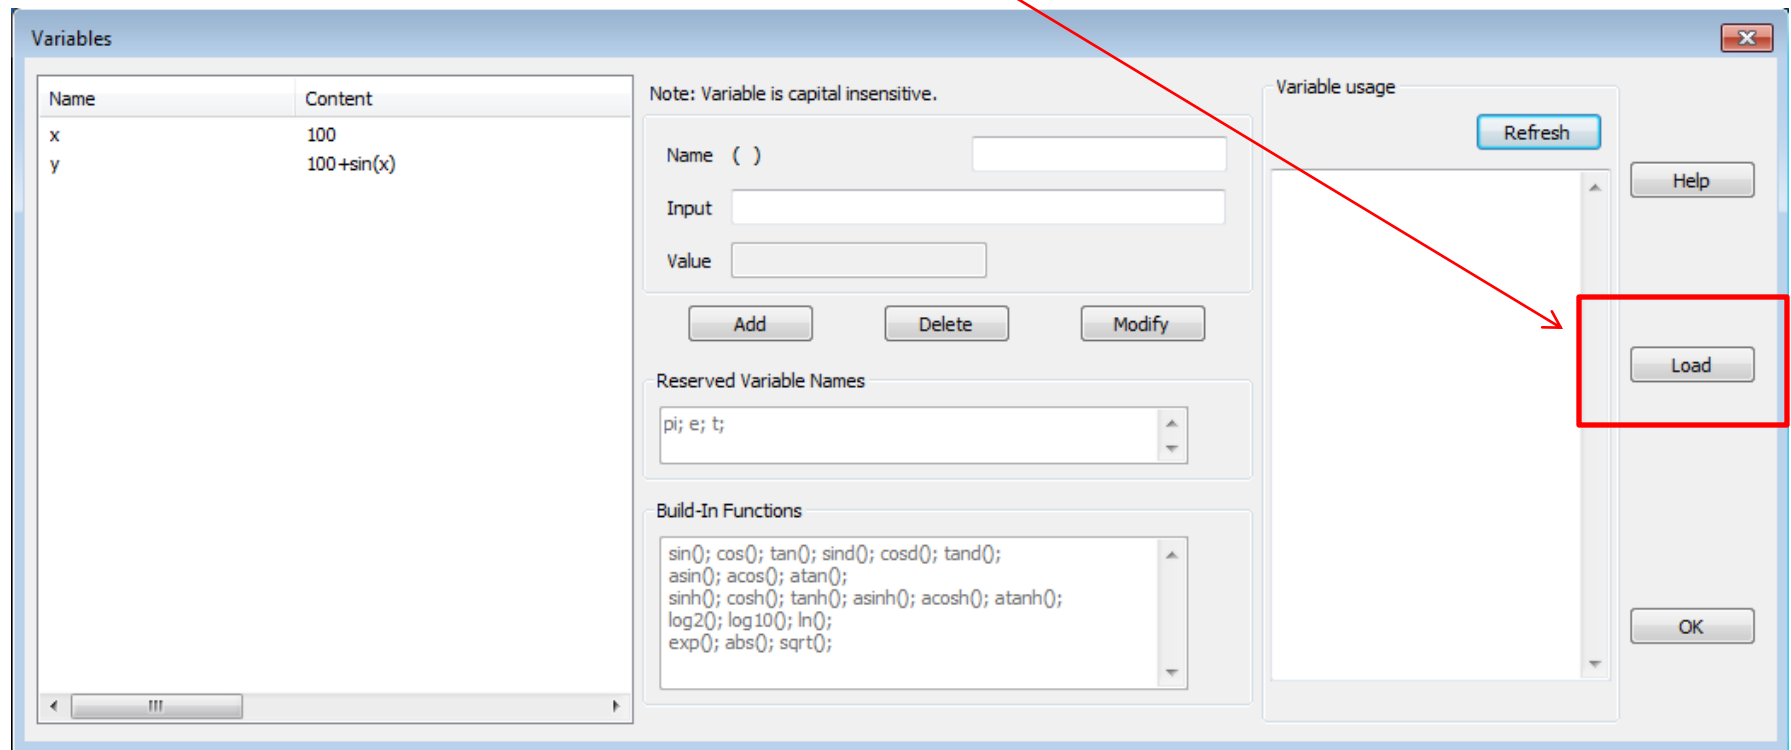 Variables
Name Content
x 100
y 100+sin(x)
Note: Variable is capital insensitive.
Name ( )
Input
Value
Add Delete Modify
Reserved Variable Names
pi; e; t;
Build-In Functions
sin(); cos(); tan(); sind(); cosd(); tand();
asin(); acos(); atan();
sinh(); cosh(); tanh(); asinh(); acosh(); atanh();
log2(); log10(); ln();
exp(); abs(); sqrt();
Variable usage
Refresh
Help
Load
OK